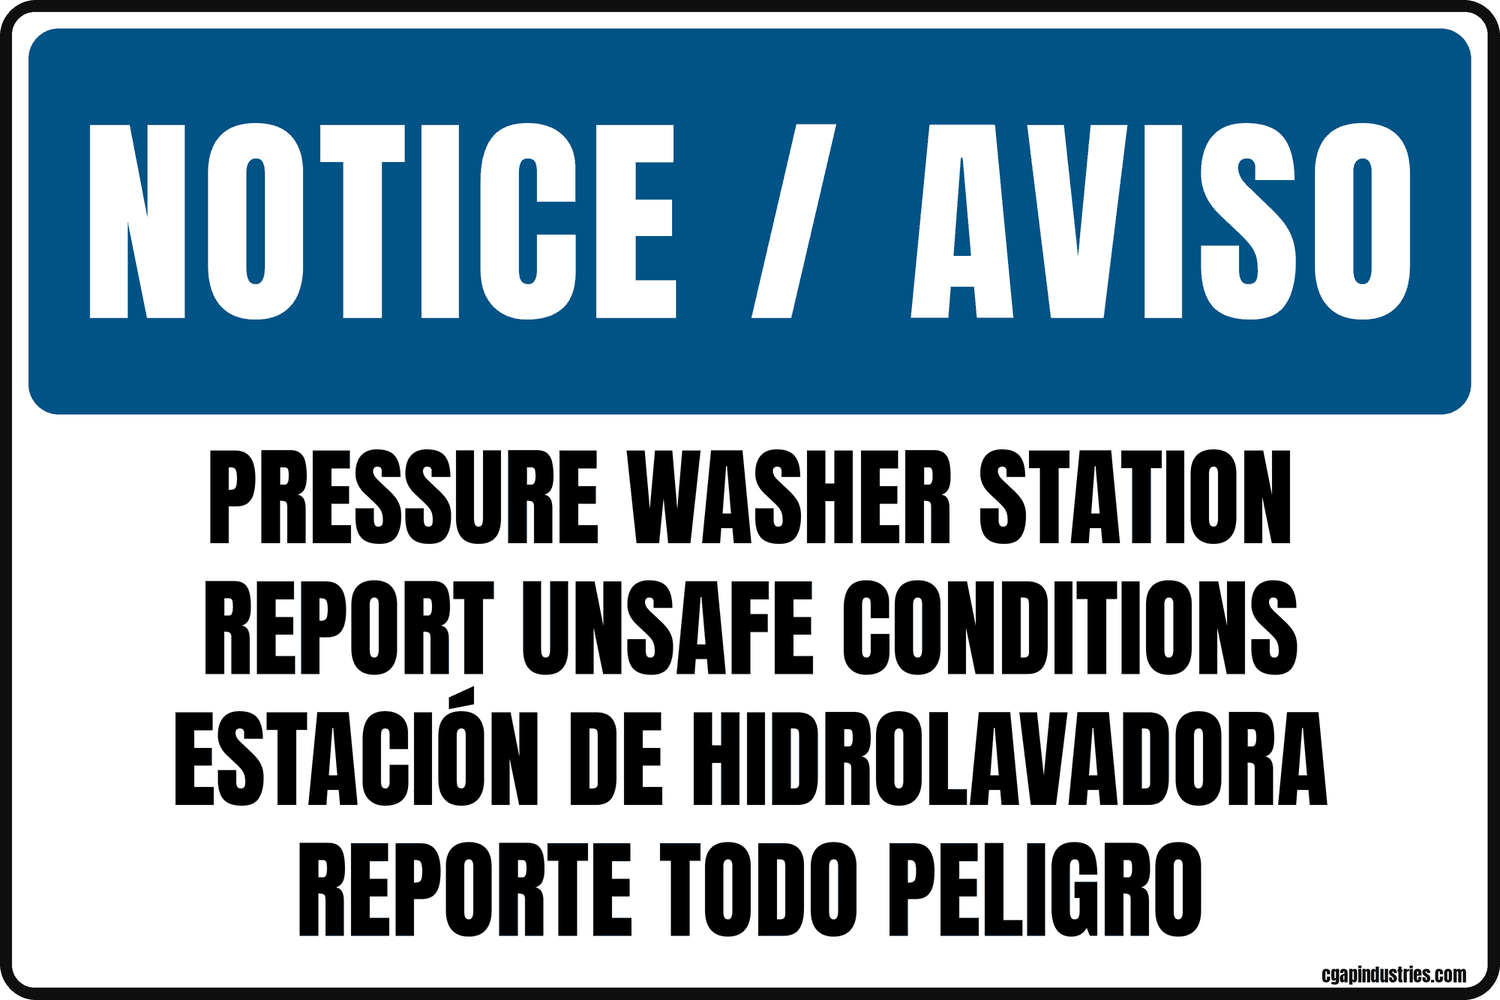 NOTICE / AVISO
PRESSURE WASHER STATION
REPORT UNSAFE CONDITIONS
ESTACIÓN DE HIDROLAVADORA
REPORTE TODO PELIGRO
cgapindustries.com